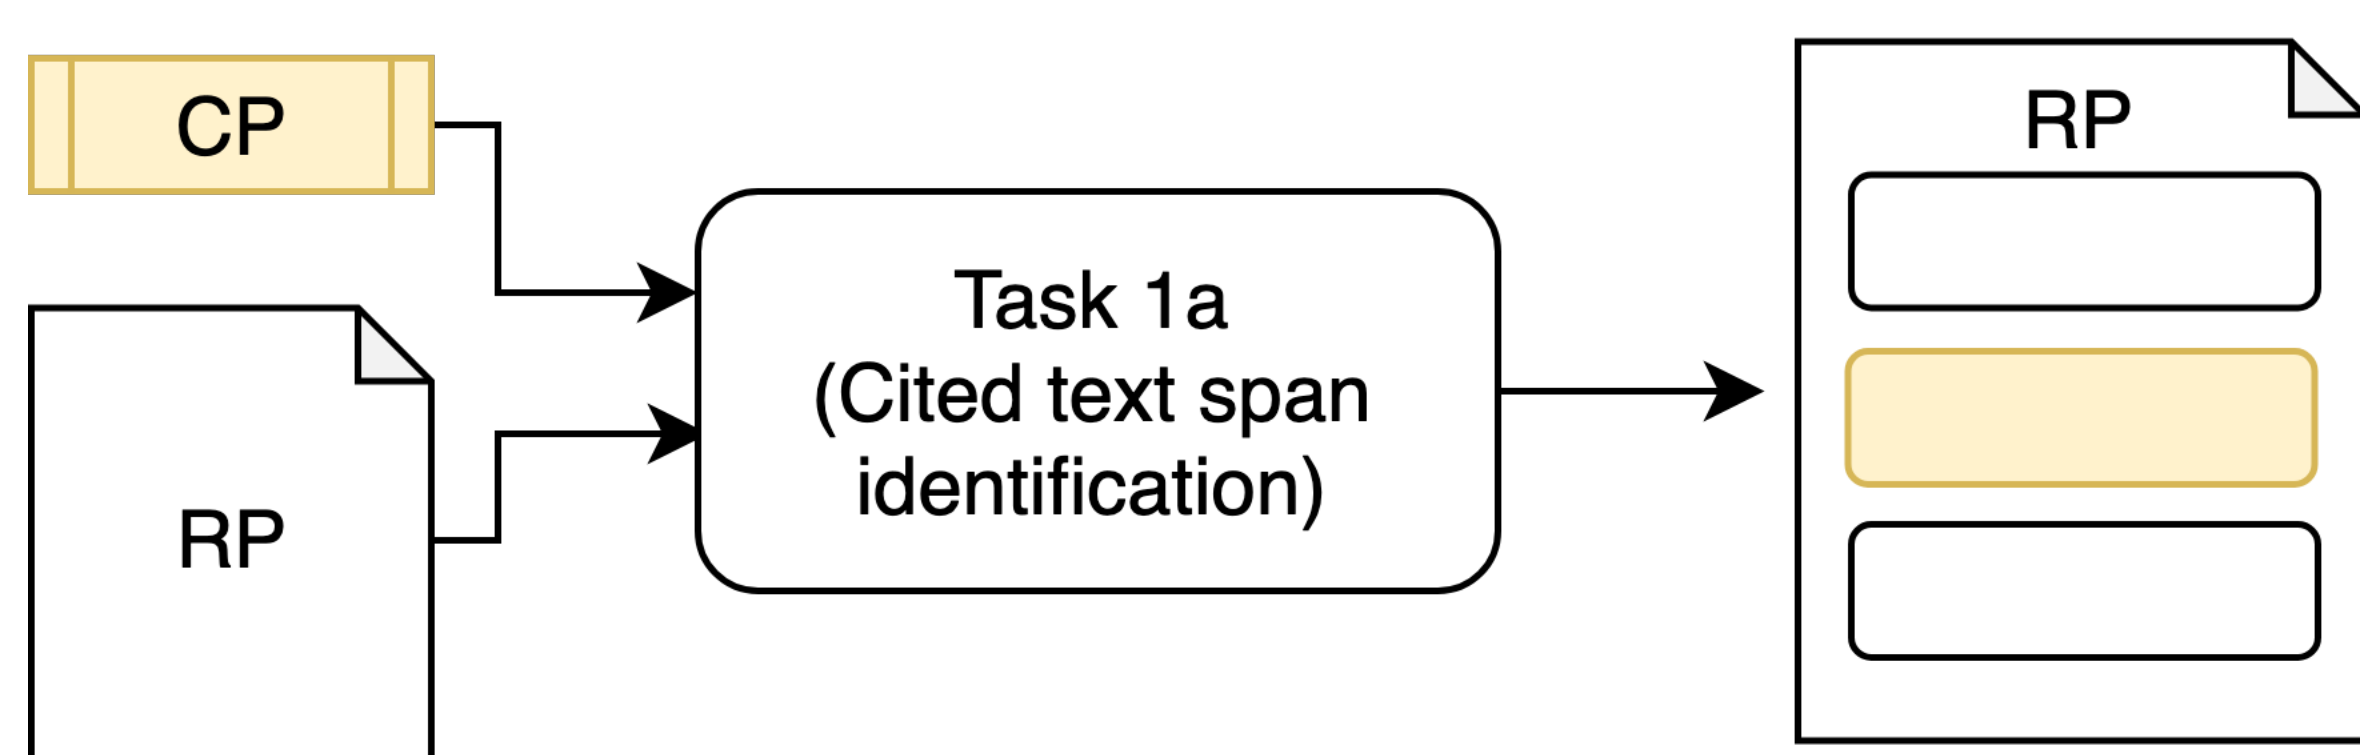 CP
RP
Task 1a
(Cited text span
identification)
RP